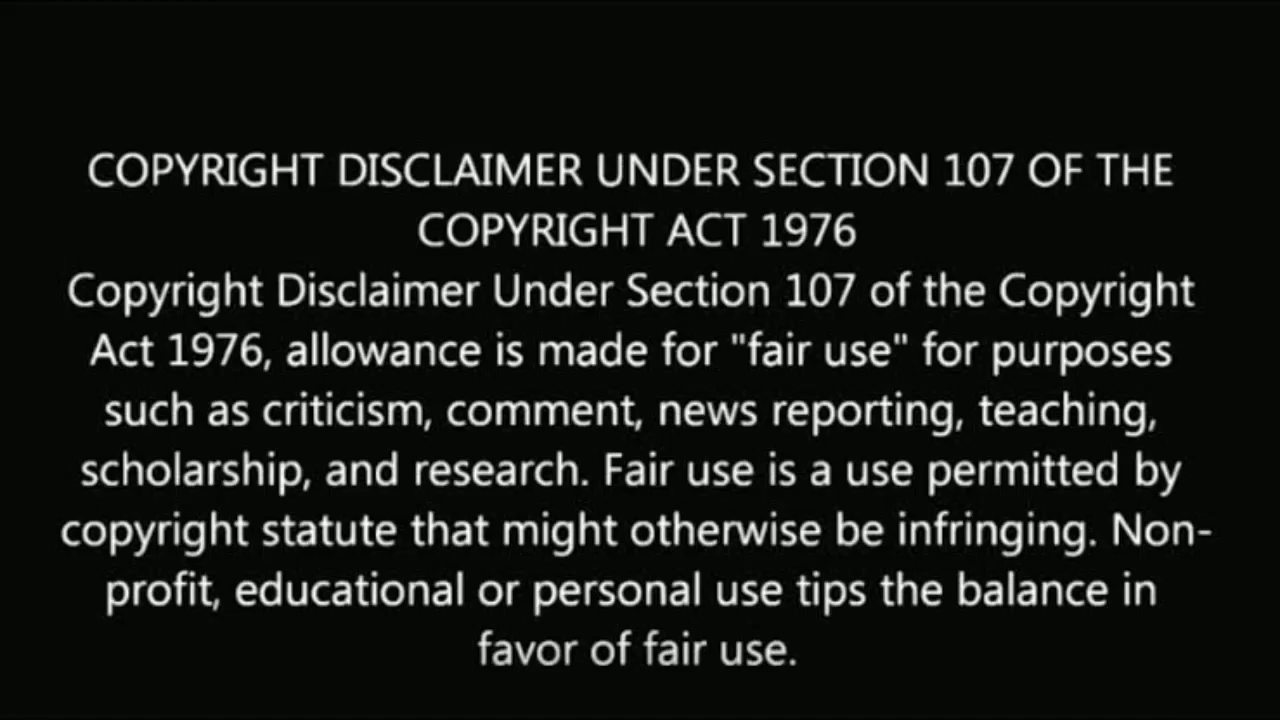 COPYRIGHT DISCLAIMER UNDER SECTION 107 OF THE
COPYRIGHT ACT 1976
Copyright Disclaimer Under Section 107 of the Copyright
Act 1976, allowance is made for "fair use" for purposes
such as criticism, comment, news reporting, teaching,
scholarship, and research. Fair use is a use permitted by
copyright statute that might otherwise be infringing. Non-
profit, educational or personal use tips the balance in
favor of fair use.